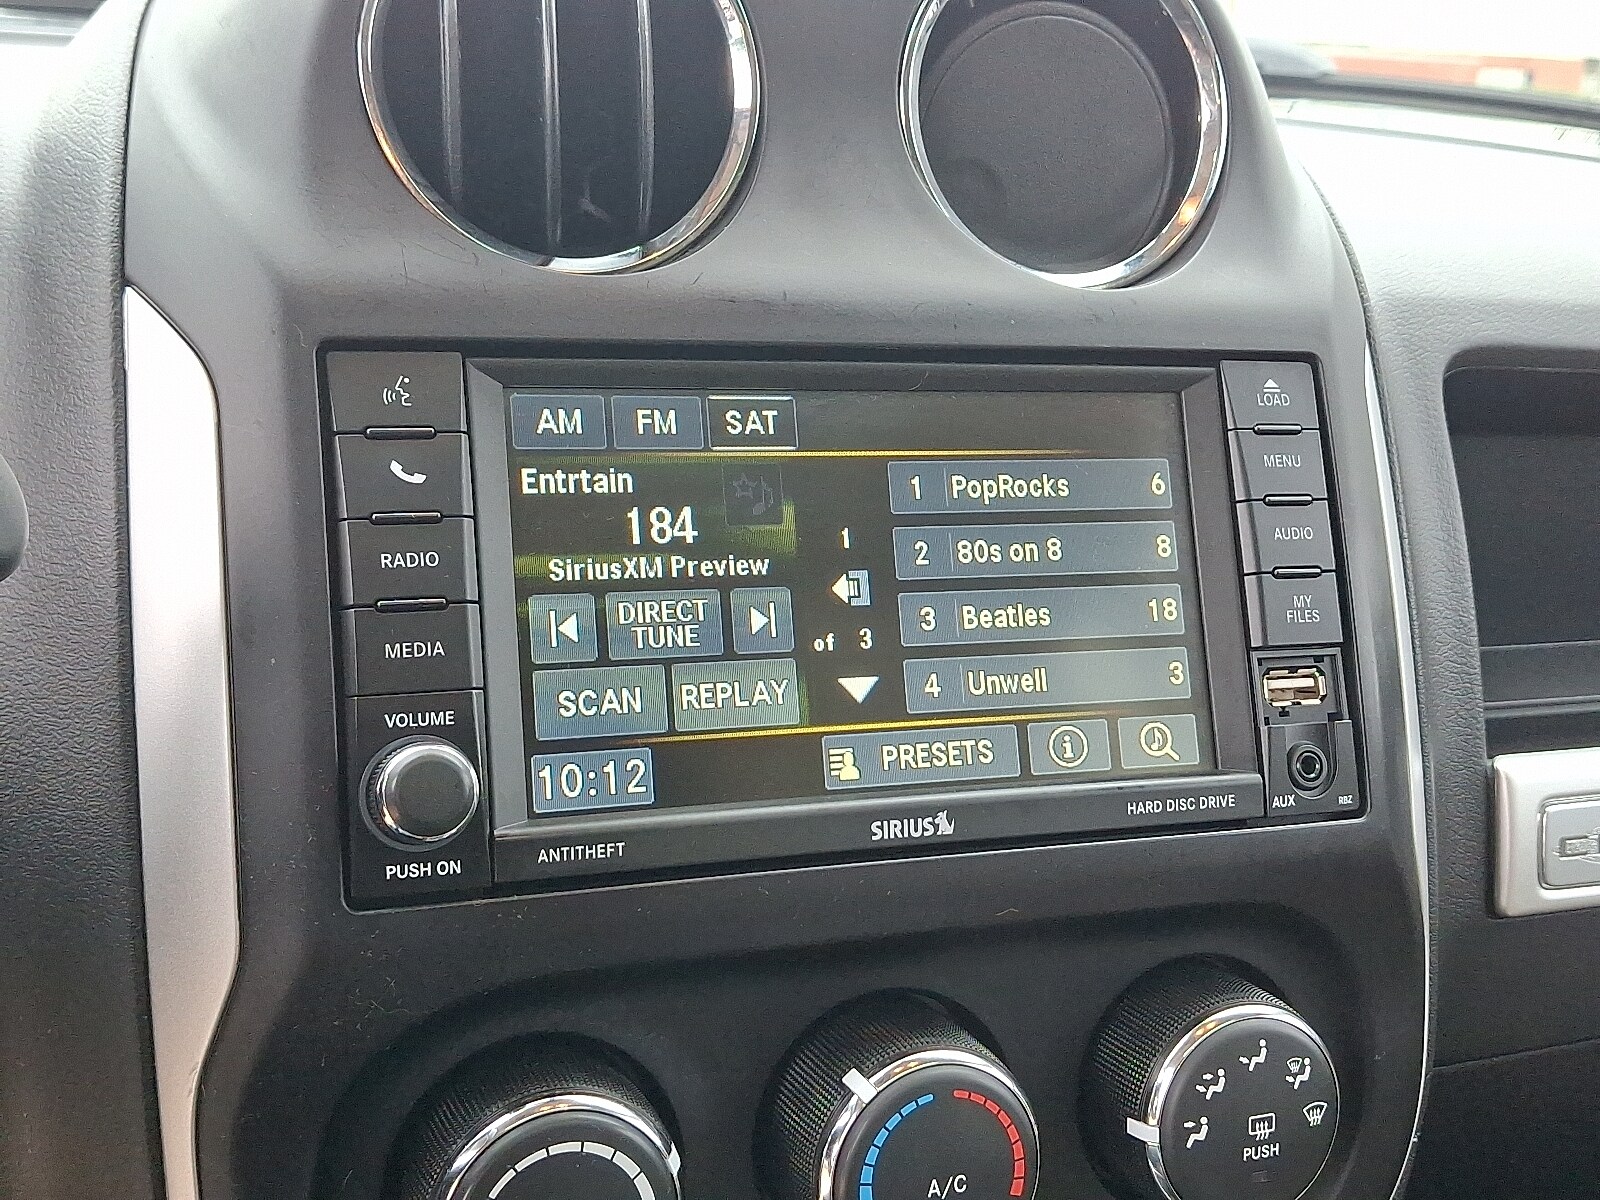 LOAD
AM FM SAT
MENU
Entrtain
184
SiriusXM Preview
1 PopRocks 6
2 80s on 8 8
3 Beatles 18
4 Unwell 3
1
of 3
RADIO
AUDIO
DIRECT
TUNE
MY
FILES
MEDIA
SCAN REPLAY
VOLUME
10:12 PRESETS
PUSH ON
ANTITHEFT
SIRIUS
HARD DISC DRIVE
AUX RBZ
A/C
PUSH